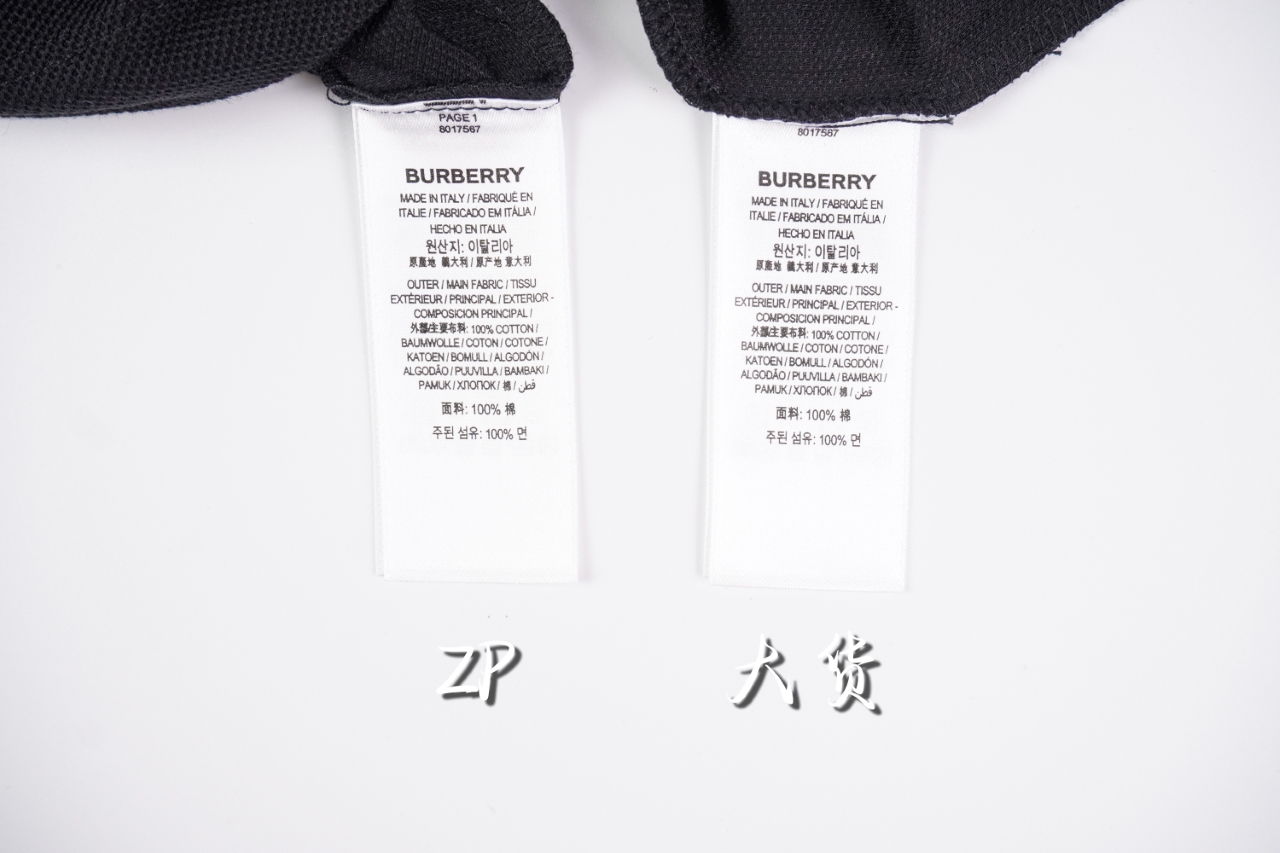 PAGE 1
8017567
BURBERRY
MADE IN ITALY / FABRIQUÉ EN
ITALIE / FABRICADO EM ITÁLIA /
HECHO EN ITALIA
원산지: 이탈리아
原產地 義大利 / 原产地 意大利
OUTER / MAIN FABRIC / TISSU
EXTÉRIEUR / PRINCIPAL / EXTERIOR -
COMPOSICION PRINCIPAL /
外部/主要布料: 100% COTTON /
BAUMWOLLE / COTON / COTONE /
KATOEN / BOMULL / ALGODÓN /
ALGODÃO / PUUVILLA / BAMBAKI /
PAMUK / ХЛОПОК / 棉 / قطن
面料: 100% 棉
주된 섬유: 100% 면
8017567
BURBERRY
MADE IN ITALY / FABRIQUÉ EN
ITALIE / FABRICADO EM ITÁLIA /
HECHO EN ITALIA
원산지: 이탈리아
原產地 義大利 / 原产地 意大利
OUTER / MAIN FABRIC / TISSU
EXTÉRIEUR / PRINCIPAL / EXTERIOR -
COMPOSICION PRINCIPAL /
外部/主要布料: 100% COTTON /
BAUMWOLLE / COTON / COTONE /
KATOEN / BOMULL / ALGODÓN /
ALGODÃO / PUUVILLA / BAMBAKI /
PAMUK / ХЛОПОК / 棉 / قطن
面料: 100% 棉
주된 섬유: 100% 면
ZP
大货